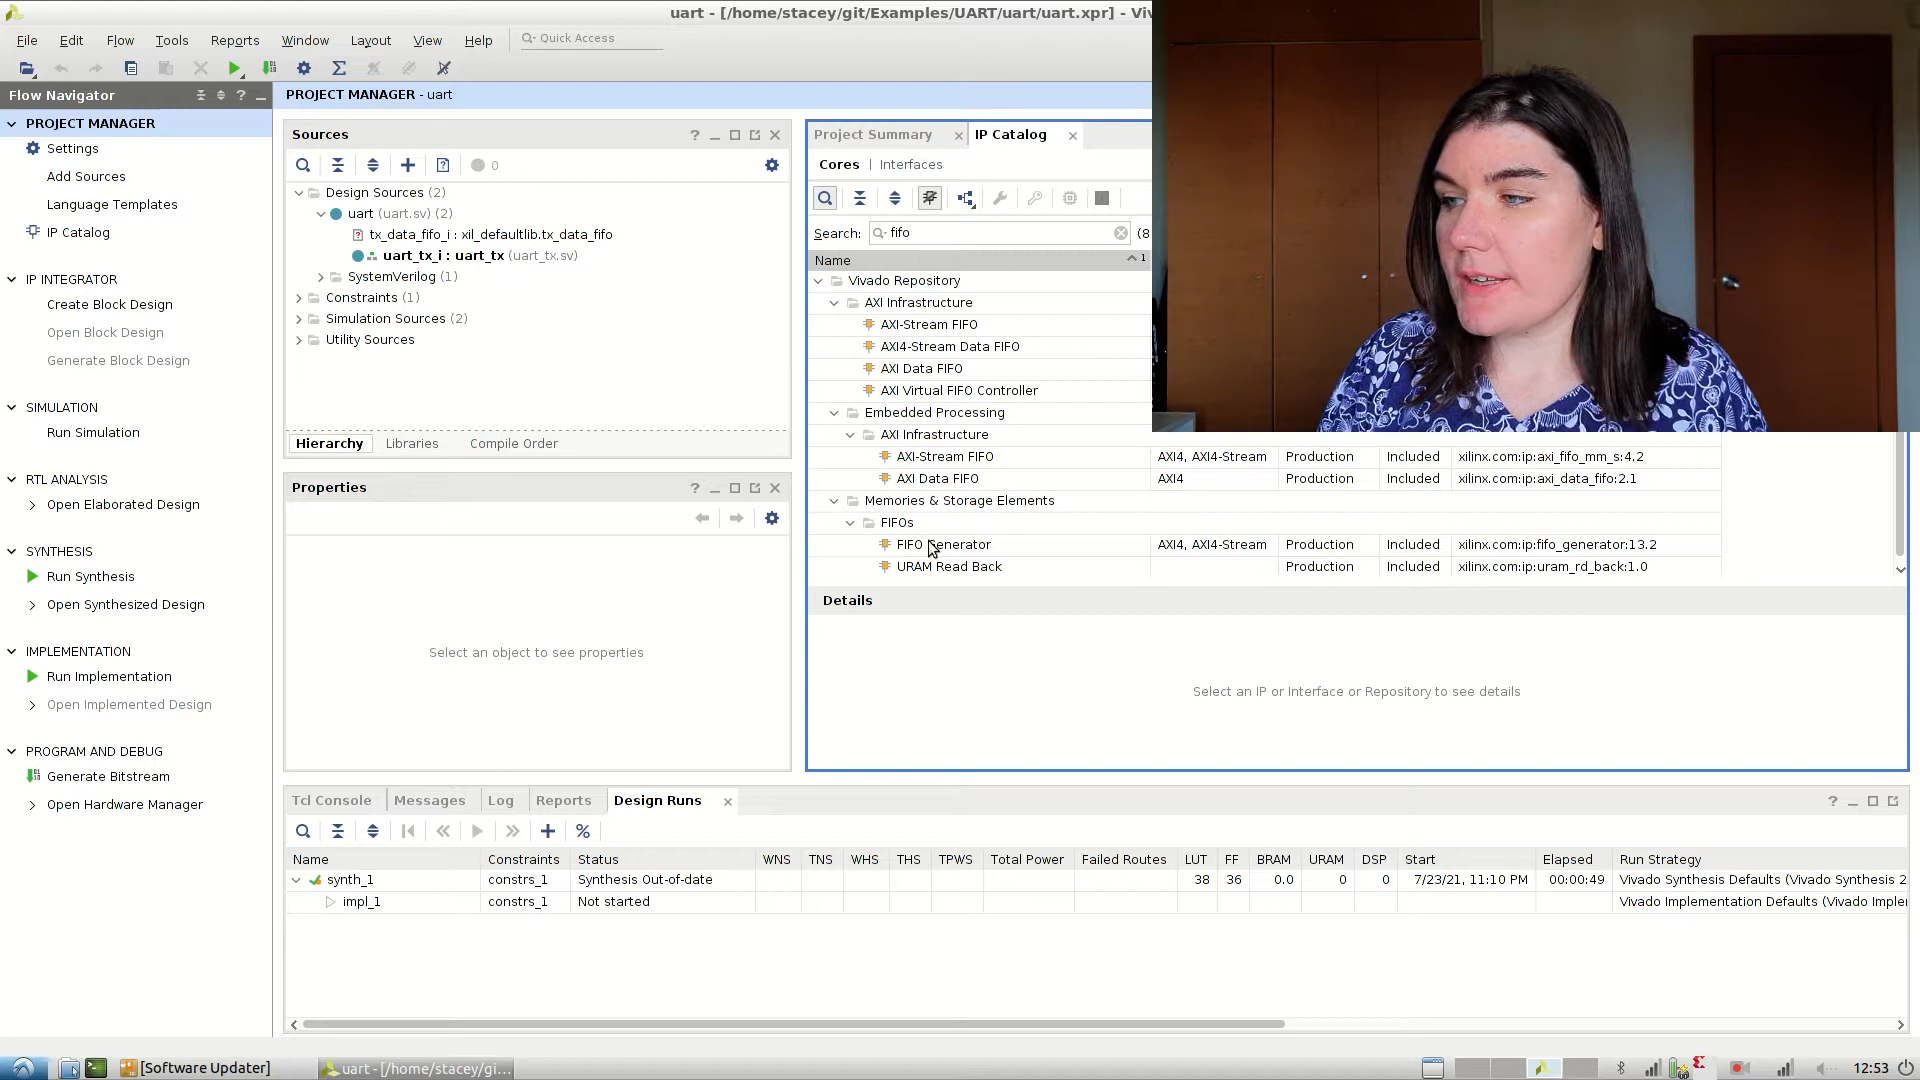 uart - [/home/stacey/git/Examples/UART/uart/uart.xpr] - Viv
File Edit Flow Tools Reports Window Layout View Help Quick Access
Flow Navigator
PROJECT MANAGER
Settings
Add Sources
Language Templates
IP Catalog
IP INTEGRATOR
Create Block Design
Open Block Design
Generate Block Design
SIMULATION
Run Simulation
RTL ANALYSIS
Open Elaborated Design
SYNTHESIS
Run Synthesis
Open Synthesized Design
IMPLEMENTATION
Run Implementation
Open Implemented Design
PROGRAM AND DEBUG
Generate Bitstream
Open Hardware Manager
PROJECT MANAGER - uart
Sources
0
Design Sources (2)
uart (uart.sv) (2)
tx_data_fifo_i : xil_defaultlib.tx_data_fifo
uart_tx_i : uart_tx (uart_tx.sv)
SystemVerilog (1)
Constraints (1)
Simulation Sources (2)
Utility Sources
Hierarchy Libraries Compile Order
Properties
Select an object to see properties
Project Summary IP Catalog
Cores | Interfaces
Search: fifo (8
Name 1
Vivado Repository
AXI Infrastructure
AXI-Stream FIFO
AXI4-Stream Data FIFO
AXI Data FIFO
AXI Virtual FIFO Controller
Embedded Processing
AXI Infrastructure
AXI-Stream FIFO AXI4, AXI4-Stream Production Included xilinx.com:ip:axi_fifo_mm_s:4.2
AXI Data FIFO AXI4 Production Included xilinx.com:ip:axi_data_fifo:2.1
Memories & Storage Elements
FIFOs
FIFO Generator AXI4, AXI4-Stream Production Included xilinx.com:ip:fifo_generator:13.2
URAM Read Back Production Included xilinx.com:ip:uram_rd_back:1.0
Details
Select an IP or Interface or Repository to see details
Tcl Console Messages Log Reports Design Runs
Name Constraints Status WNS TNS WHS THS TPWS Total Power Failed Routes LUT FF BRAM URAM DSP Start Elapsed Run Strategy
synth_1 constrs_1 Synthesis Out-of-date 38 36 0.0 0 0 7/23/21, 11:10 PM 00:00:49 Vivado Synthesis Defaults (Vivado Synthesis 2
impl_1 constrs_1 Not started Vivado Implementation Defaults (Vivado Imple
[Software Updater] uart - [/home/stacey/gi... 12:53